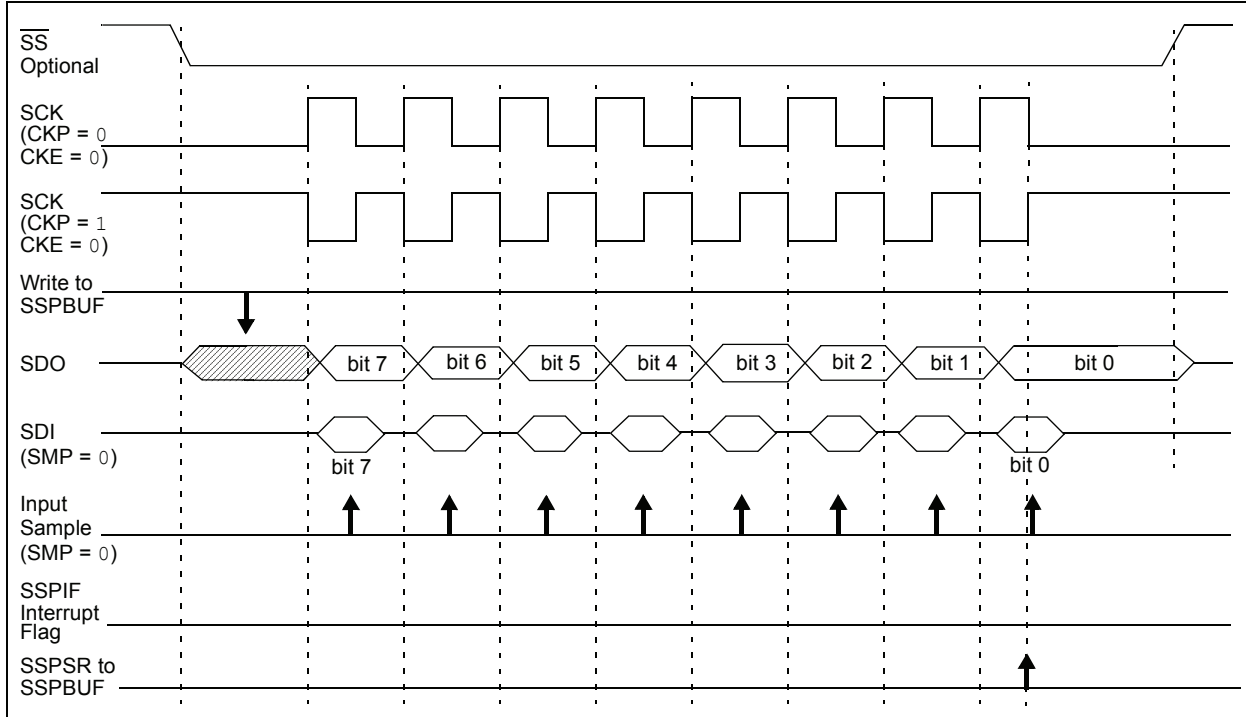 SS
Optional
SCK
(CKP = 0
CKE = 0)
SCK
(CKP = 1
CKE = 0)
Write to
SSPBUF
SDO
bit 7
bit 6
bit 5
bit 4
bit 3
bit 2
bit 1
bit 0
SDI
(SMP = 0)
bit 7
bit 0
Input
Sample
(SMP = 0)
SSPIF
Interrupt
Flag
SSPSR to
SSPBUF